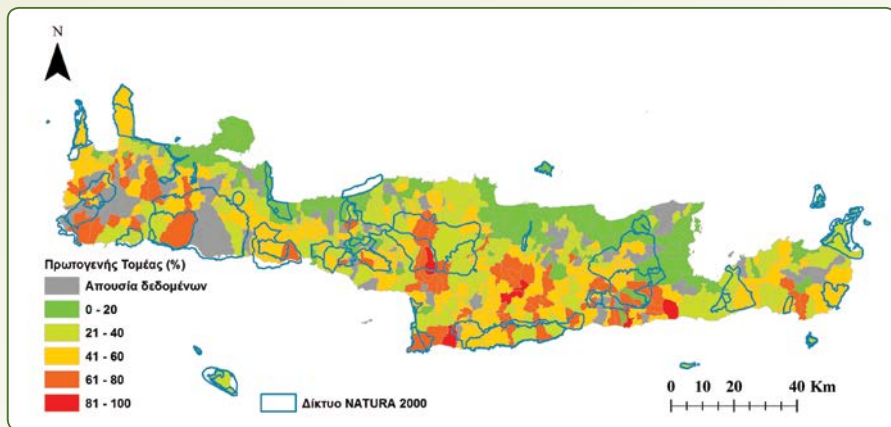 N
Πρωτογενής Τομέας (%)
Απουσία δεδομένων
0 - 20
21 - 40
41 - 60
61 - 80
81 - 100
Δίκτυο NATURA 2000
0 10 20 40 Km